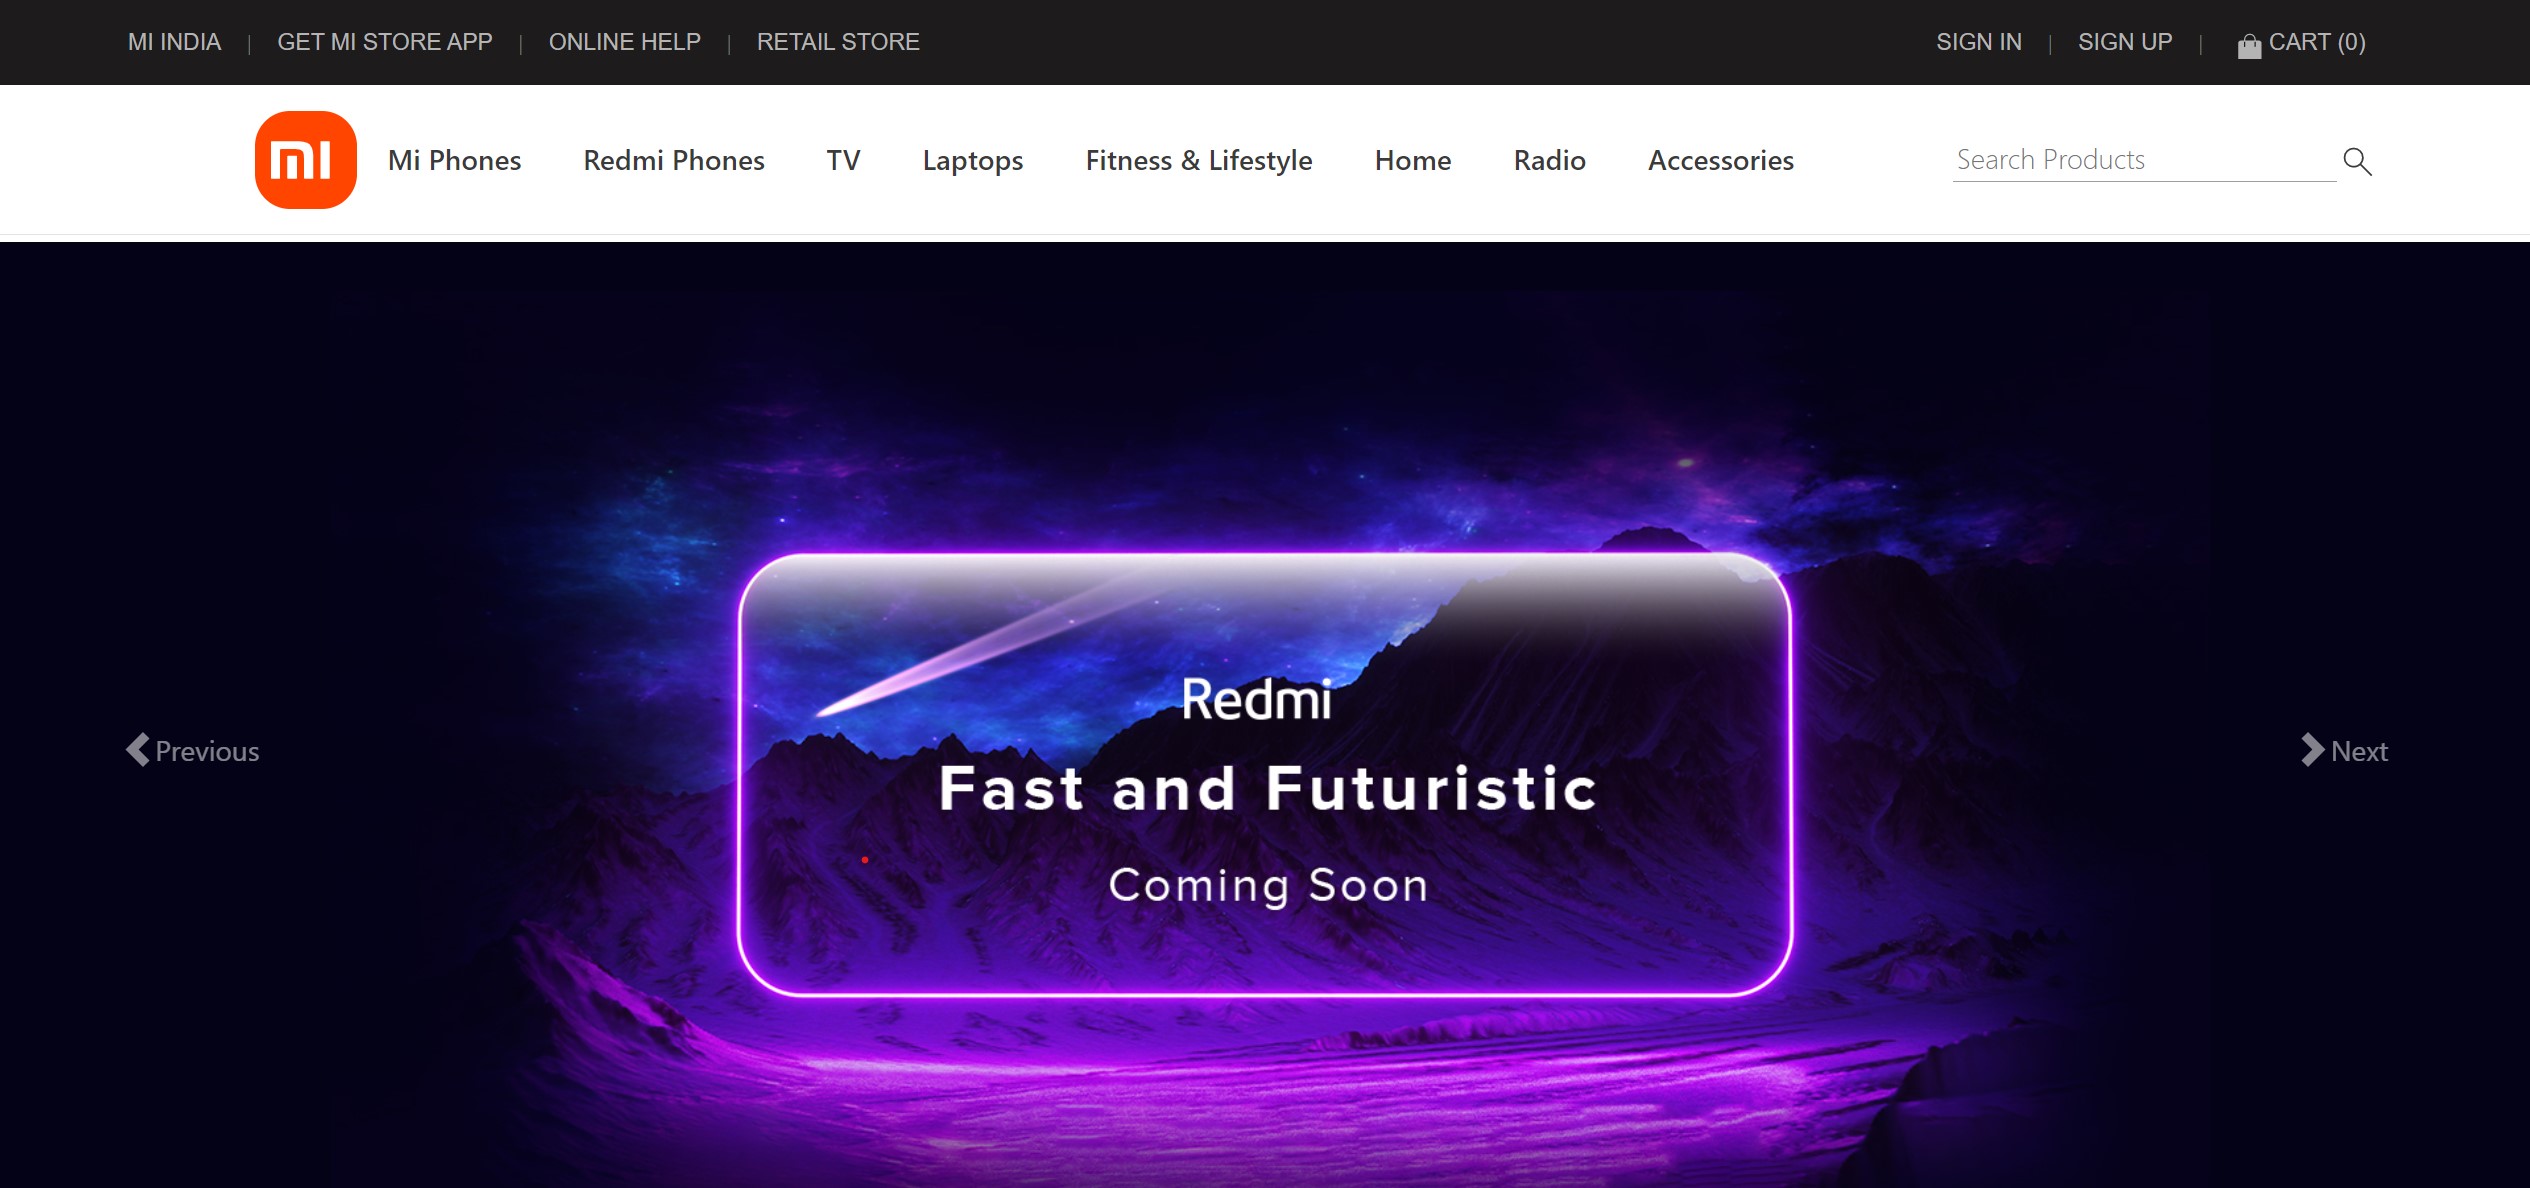 MI INDIA | GET MI STORE APP | ONLINE HELP | RETAIL STORE SIGN IN | SIGN UP | CART (0)
mi Mi Phones Redmi Phones TV Laptops Fitness & Lifestyle Home Radio Accessories Search Products
Redmi
Previous Next
Fast and Futuristic
Coming Soon